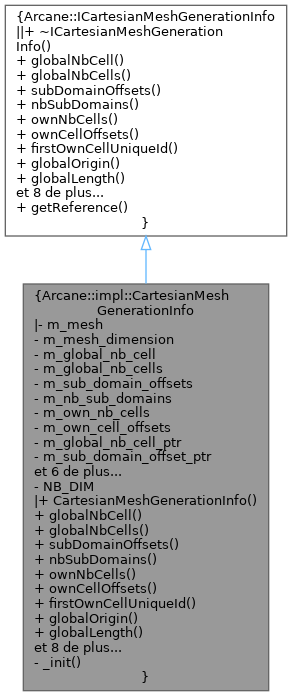 {Arcane::ICartesianMeshGenerationInfo
||+ ~ICartesianMeshGeneration
Info()
+ globalNbCell()
+ globalNbCells()
+ subDomainOffsets()
+ nbSubDomains()
+ ownNbCells()
+ ownCellOffsets()
+ firstOwnCellUniqueId()
+ globalOrigin()
+ globalLength()
et 8 de plus...
+ getReference()
}
{Arcane::impl::CartesianMesh
GenerationInfo
|- m_mesh
- m_mesh_dimension
- m_global_nb_cell
- m_global_nb_cells
- m_sub_domain_offsets
- m_nb_sub_domains
- m_own_nb_cells
- m_own_cell_offsets
- m_global_nb_cell_ptr
- m_sub_domain_offset_ptr
et 6 de plus...
- NB_DIM
|+ CartesianMeshGenerationInfo()
+ globalNbCell()
+ globalNbCells()
+ subDomainOffsets()
+ nbSubDomains()
+ ownNbCells()
+ ownCellOffsets()
+ firstOwnCellUniqueId()
+ globalOrigin()
+ globalLength()
et 8 de plus...
- _init()
}